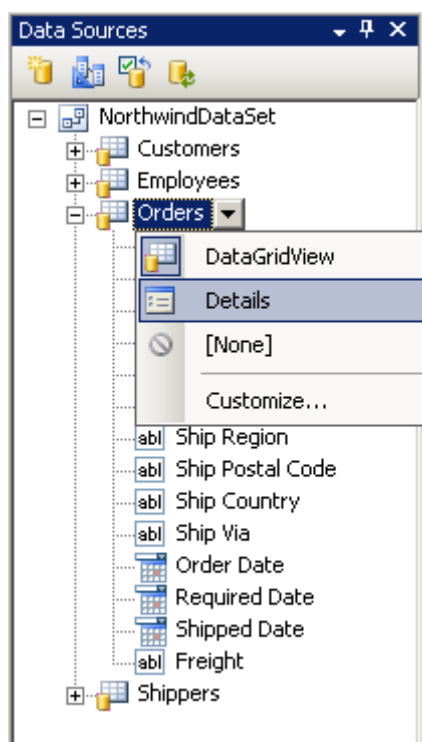 Data Sources
NorthwindDataSet
Customers
Employees
Orders
DataGridView
Details
[None]
Customize...
abl Ship Region
abl Ship Postal Code
abl Ship Country
abl Ship Via
Order Date
Required Date
Shipped Date
abl Freight
Shippers